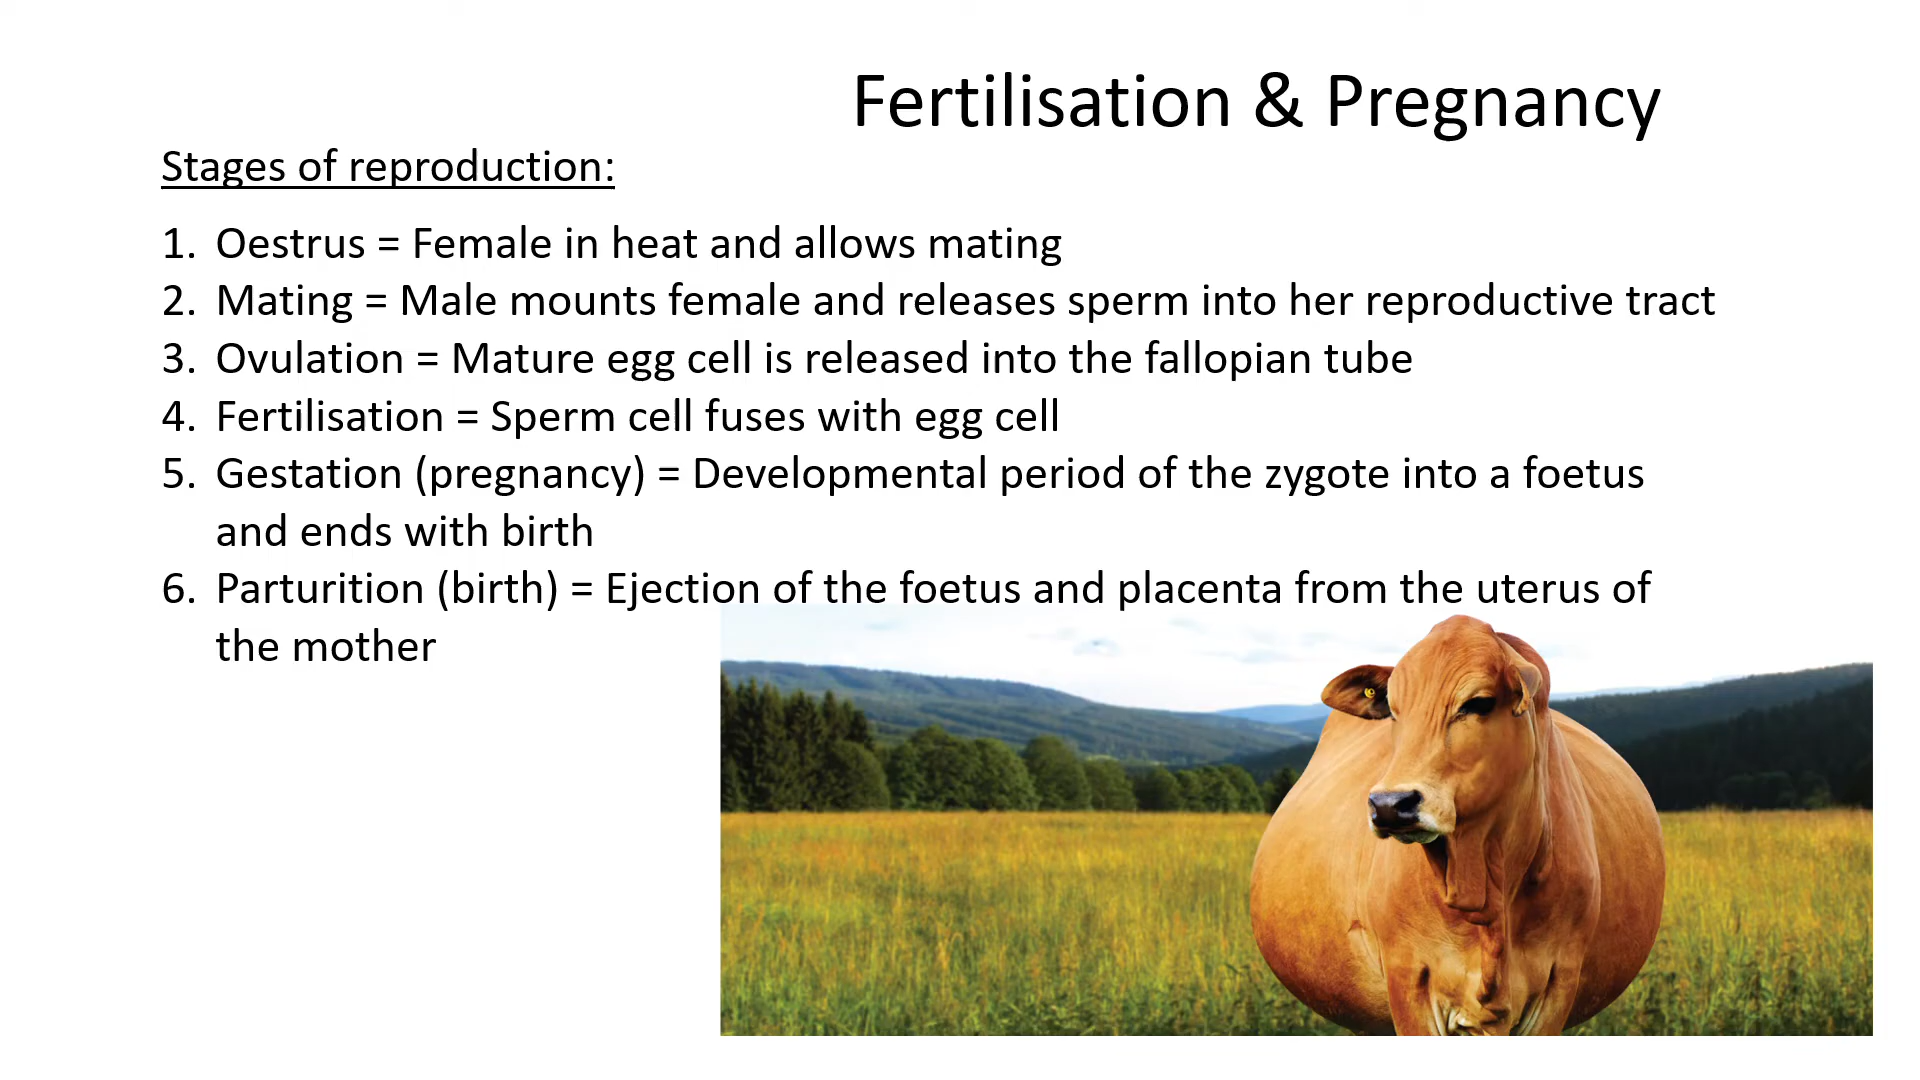 Fertilisation & Pregnancy
Stages of reproduction:
1. Oestrus = Female in heat and allows mating
2. Mating = Male mounts female and releases sperm into her reproductive tract
3. Ovulation = Mature egg cell is released into the fallopian tube
4. Fertilisation = Sperm cell fuses with egg cell
5. Gestation (pregnancy) = Developmental period of the zygote into a foetus
and ends with birth
6. Parturition (birth) = Ejection of the foetus and placenta from the uterus of
the mother